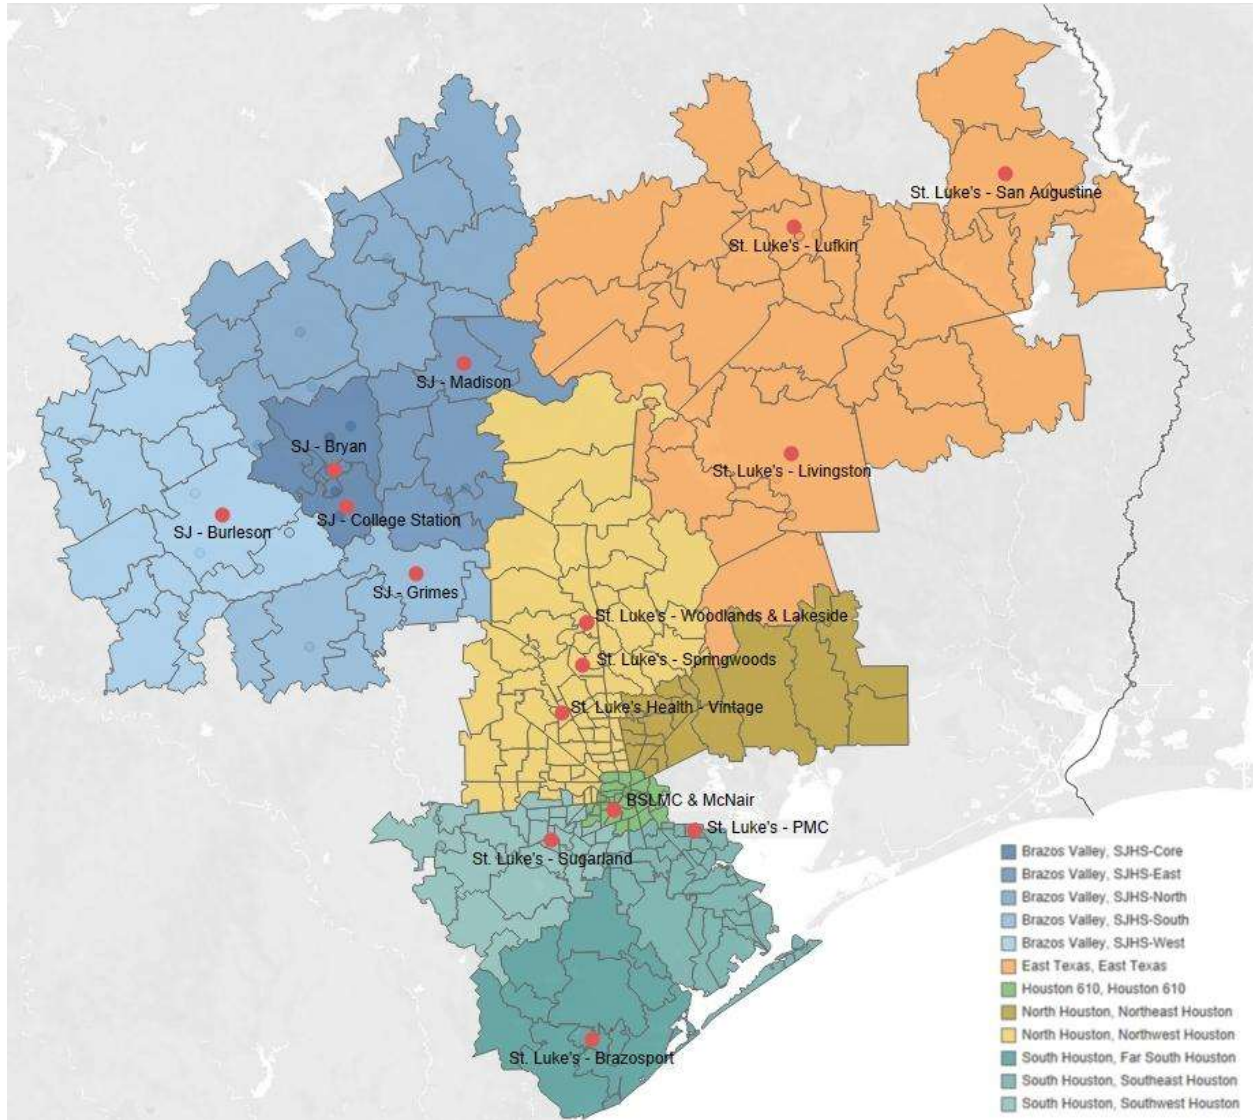 St. Luke's - San Augustine
St. Luke's - Lufkin
SJ - Madison
SJ - Bryan
St. Luke's - Livingston
SJ - College Station
SJ - Burleson
SJ - Grimes
St. Luke's - Woodlands & Lakeside
St. Luke's - Springwoods
St. Luke's Health - Vintage
BSLMC & McNair
St. Luke's - PMC
St. Luke's - Sugarland
St. Luke's - Brazosport
Brazos Valley, SJHS-Core
Brazos Valley, SJHS-East
Brazos Valley, SJHS-North
Brazos Valley, SJHS-South
Brazos Valley, SJHS-West
East Texas, East Texas
Houston 610, Houston 610
North Houston, Northeast Houston
North Houston, Northwest Houston
South Houston, Far South Houston
South Houston, Southeast Houston
South Houston, Southwest Houston